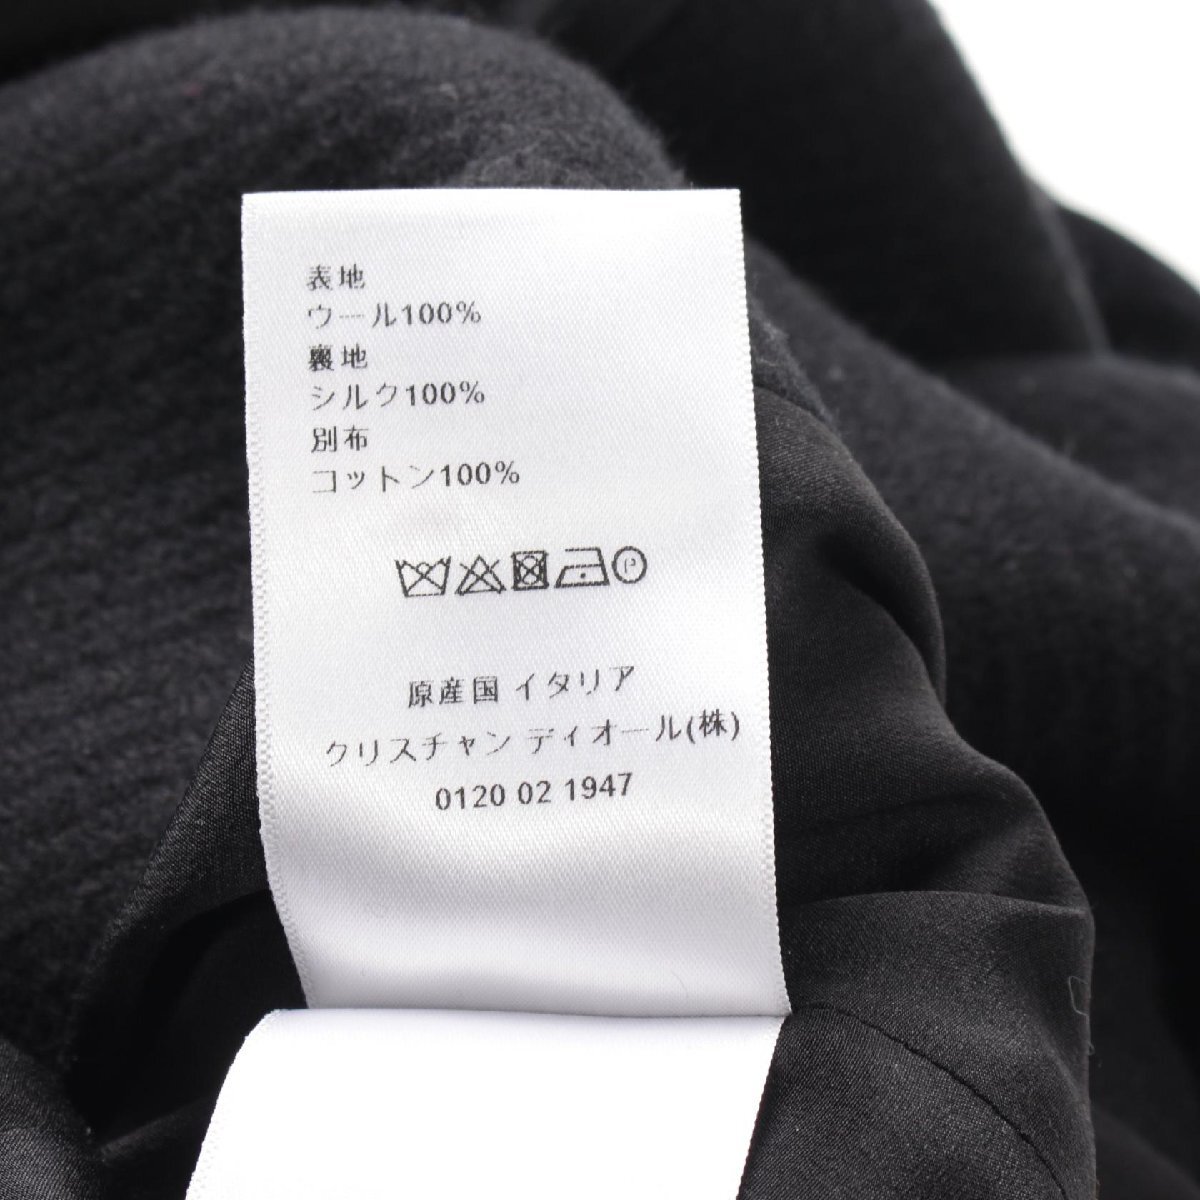 表地
ウール100%
裏地
シルク100%
別布
コットン100%
P
原産国 イタリア
クリスチャン ディオール(株)
0120 02 1947